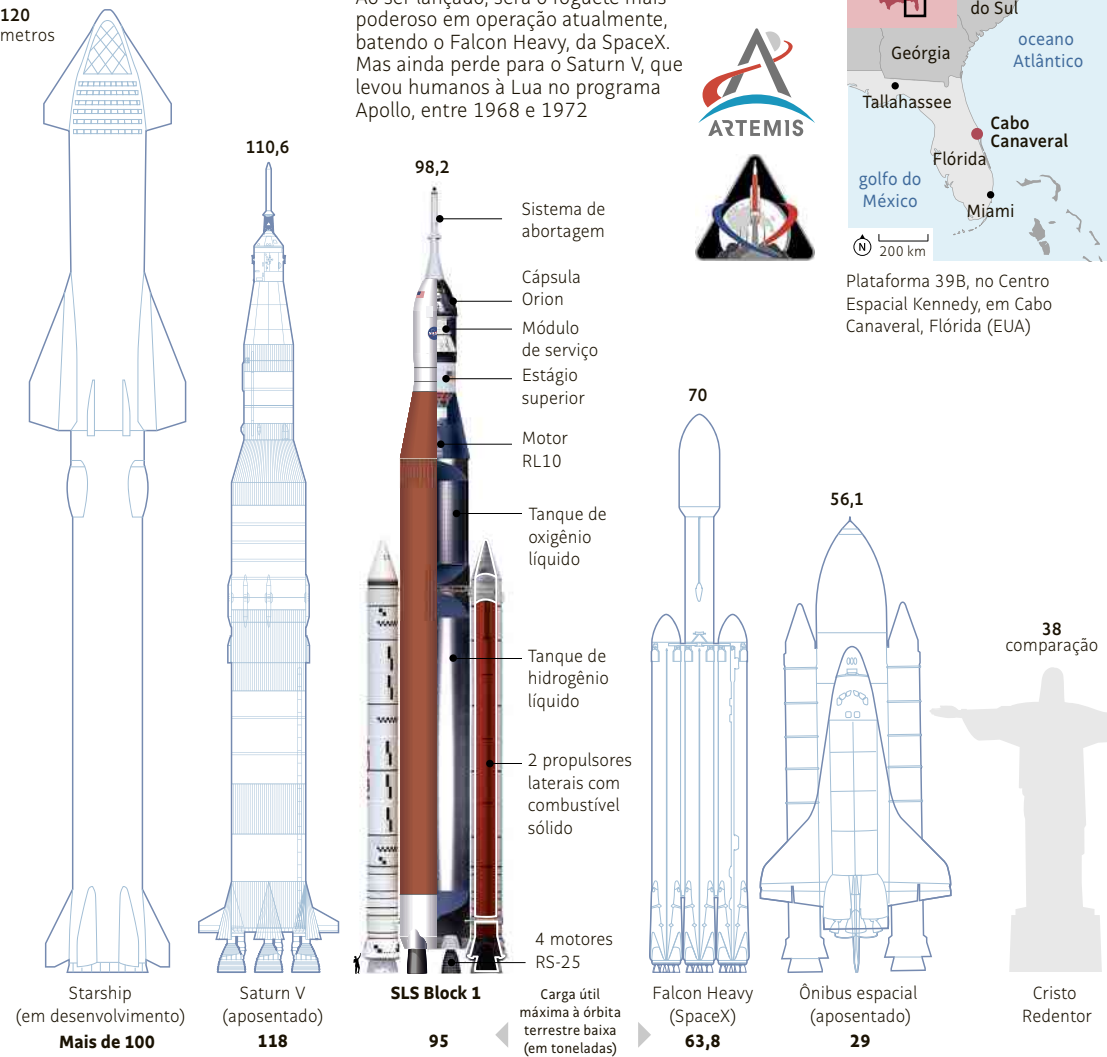 120
metros
Ao ser lançado, será o foguete mais
poderoso em operação atualmente,
batendo o Falcon Heavy, da SpaceX.
Mas ainda perde para o Saturn V, que
levou humanos à Lua no programa
Apollo, entre 1968 e 1972
ARTEMIS
do Sul
Geórgia
oceano
Atlântico
Tallahassee
Cabo
Canaveral
Flórida
golfo do
México
Miami
N
200 km
Plataforma 39B, no Centro
Espacial Kennedy, em Cabo
Canaveral, Flórida (EUA)
110,6
98,2
Sistema de
abortagem
Cápsula
Orion
Módulo
de serviço
Estágio
superior
Motor
RL10
Tanque de
oxigênio
líquido
Tanque de
hidrogênio
líquido
2 propulsores
laterais com
combustível
sólido
4 motores
RS-25
70
56,1
38
comparação
Starship
(em desenvolvimento)
Mais de 100
Saturn V
(aposentado)
118
SLS Block 1
95
Carga útil
máxima à órbita
terrestre baixa
(em toneladas)
Falcon Heavy
(SpaceX)
63,8
Ônibus espacial
(aposentado)
29
Cristo
Redentor